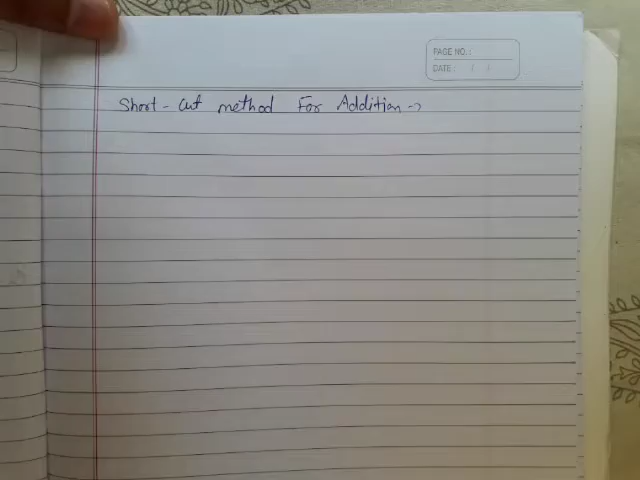 PAGE NO.:
DATE: / /
Short-cut method For Addition →